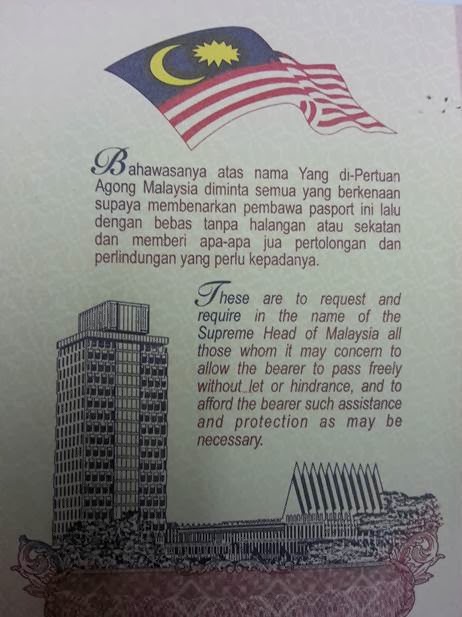 Bahawasanya atas nama Yang di-Pertuan
Agong Malaysia diminta semua yang berkenaan
supaya membenarkan pembawa pasport ini lalu
dengan bebas tanpa halangan atau sekatan
dan memberi apa-apa jua pertolongan dan
perlindungan yang perlu kepadanya.
These are to request and
require in the name of the
Supreme Head of Malaysia all
those whom it may concern to
allow the bearer to pass freely
without let or hindrance, and to
afford the bearer such assistance
and protection as may be
necessary.